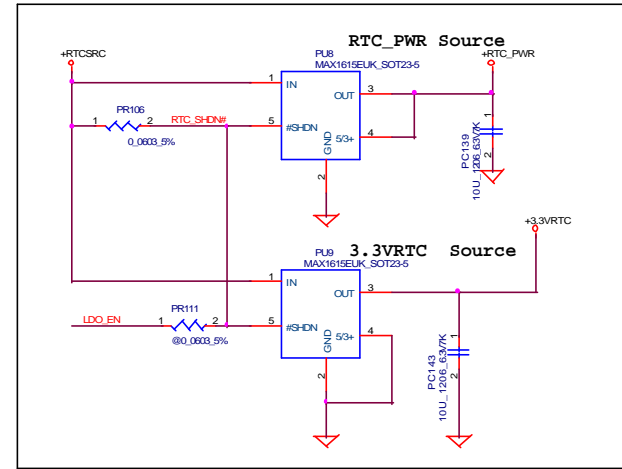 RTC_PWR Source
+RTCSRC
+RTC_PWR
PU8
MAX1615EUK_SOT23-5
1
IN
OUT
3
PR106
1
2
RTC_SHDN#
5
#SHDN
5/3+
4
0_0603_5%
GND
2
1
2
PC139
10U_1206_6.3V7K
+3.3VRTC
3.3VRTC Source
PU9
MAX1615EUK_SOT23-5
1
IN
OUT
3
LDO_EN
PR111
1
2
5
#SHDN
5/3+
4
@0_0603_5%
GND
2
1
2
PC143
10U_1206_6.3V7K